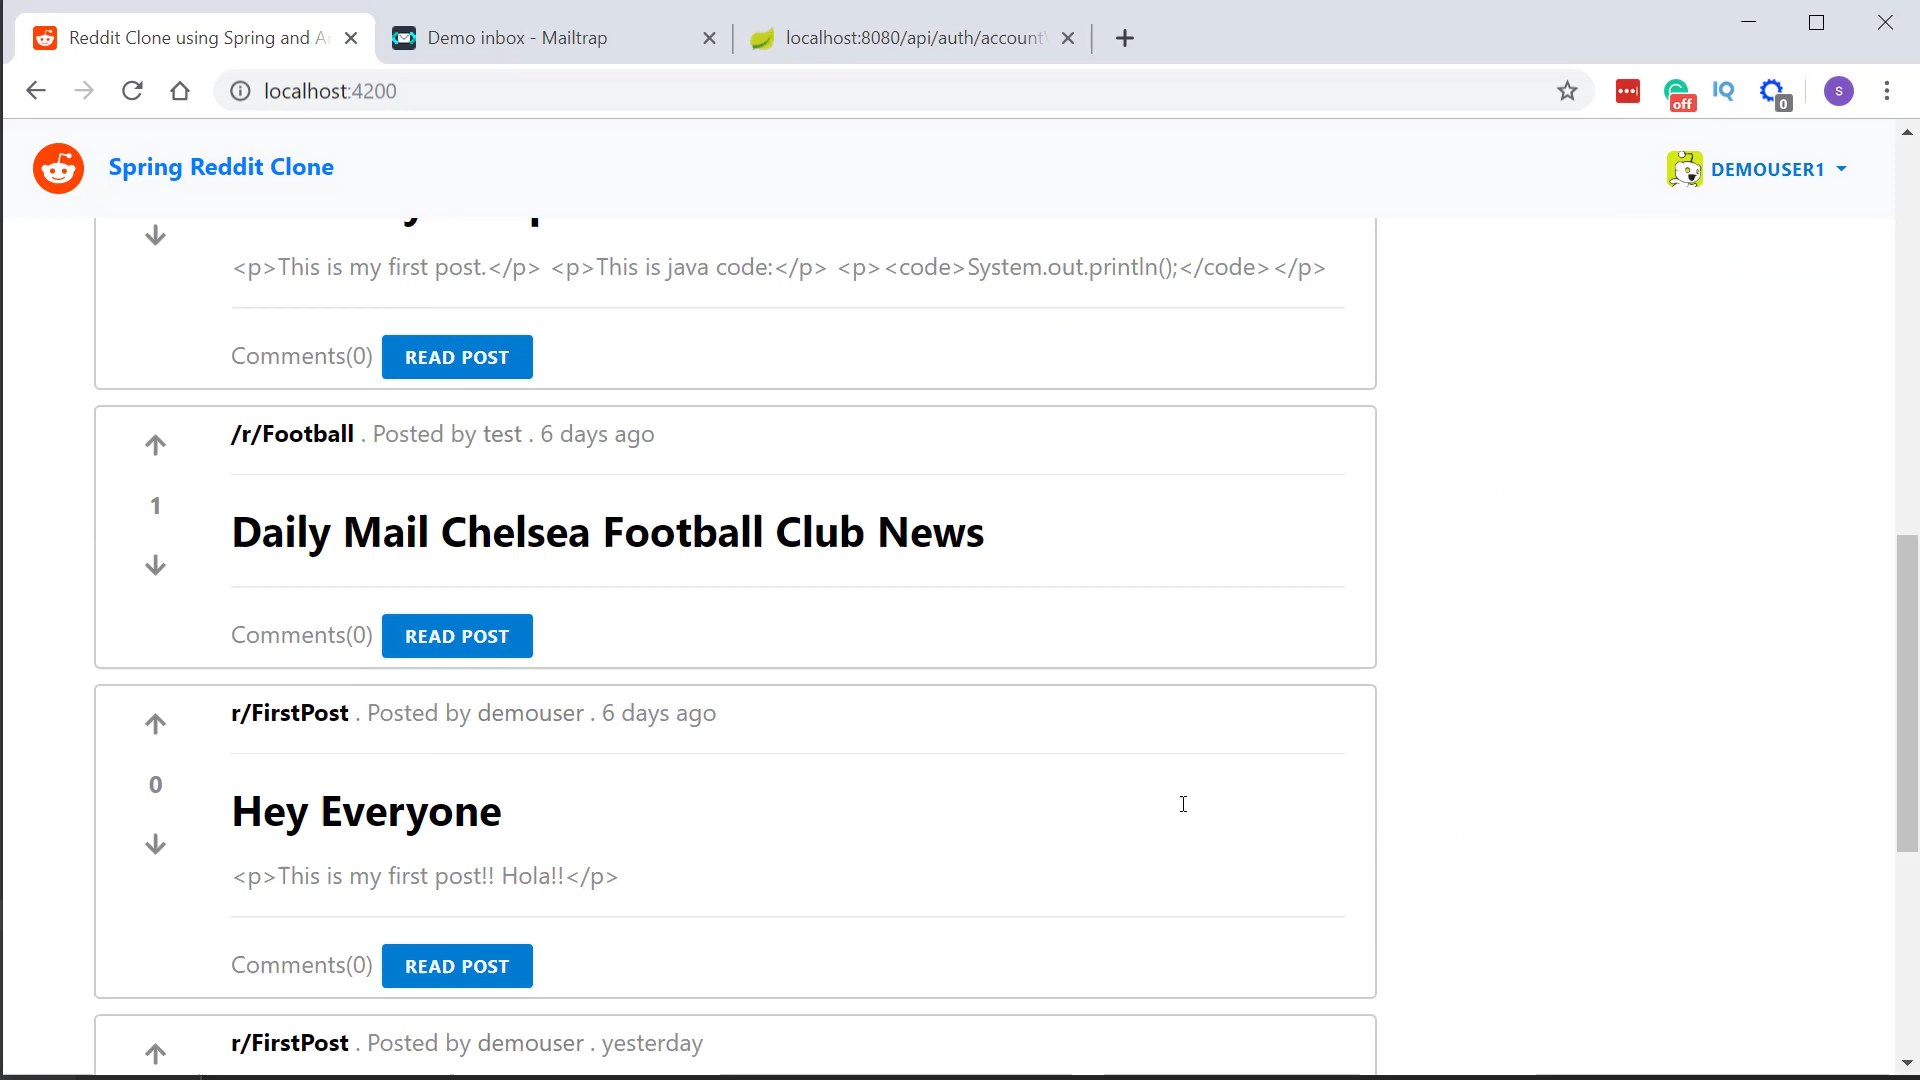 Reddit Clone using Spring and Ar
Demo inbox - Mailtrap
localhost:8080/api/auth/account
localhost:4200
off
IQ
0
S
Spring Reddit Clone
DEMOUSER1
<p>This is my first post.</p> <p>This is java code:</p> <p><code>System.out.println();</code></p>
Comments(0) READ POST
/r/Football . Posted by test . 6 days ago
1
Daily Mail Chelsea Football Club News
Comments(0) READ POST
r/FirstPost . Posted by demouser . 6 days ago
0
Hey Everyone
<p>This is my first post!! Hola!!</p>
Comments(0) READ POST
r/FirstPost . Posted by demouser . yesterday